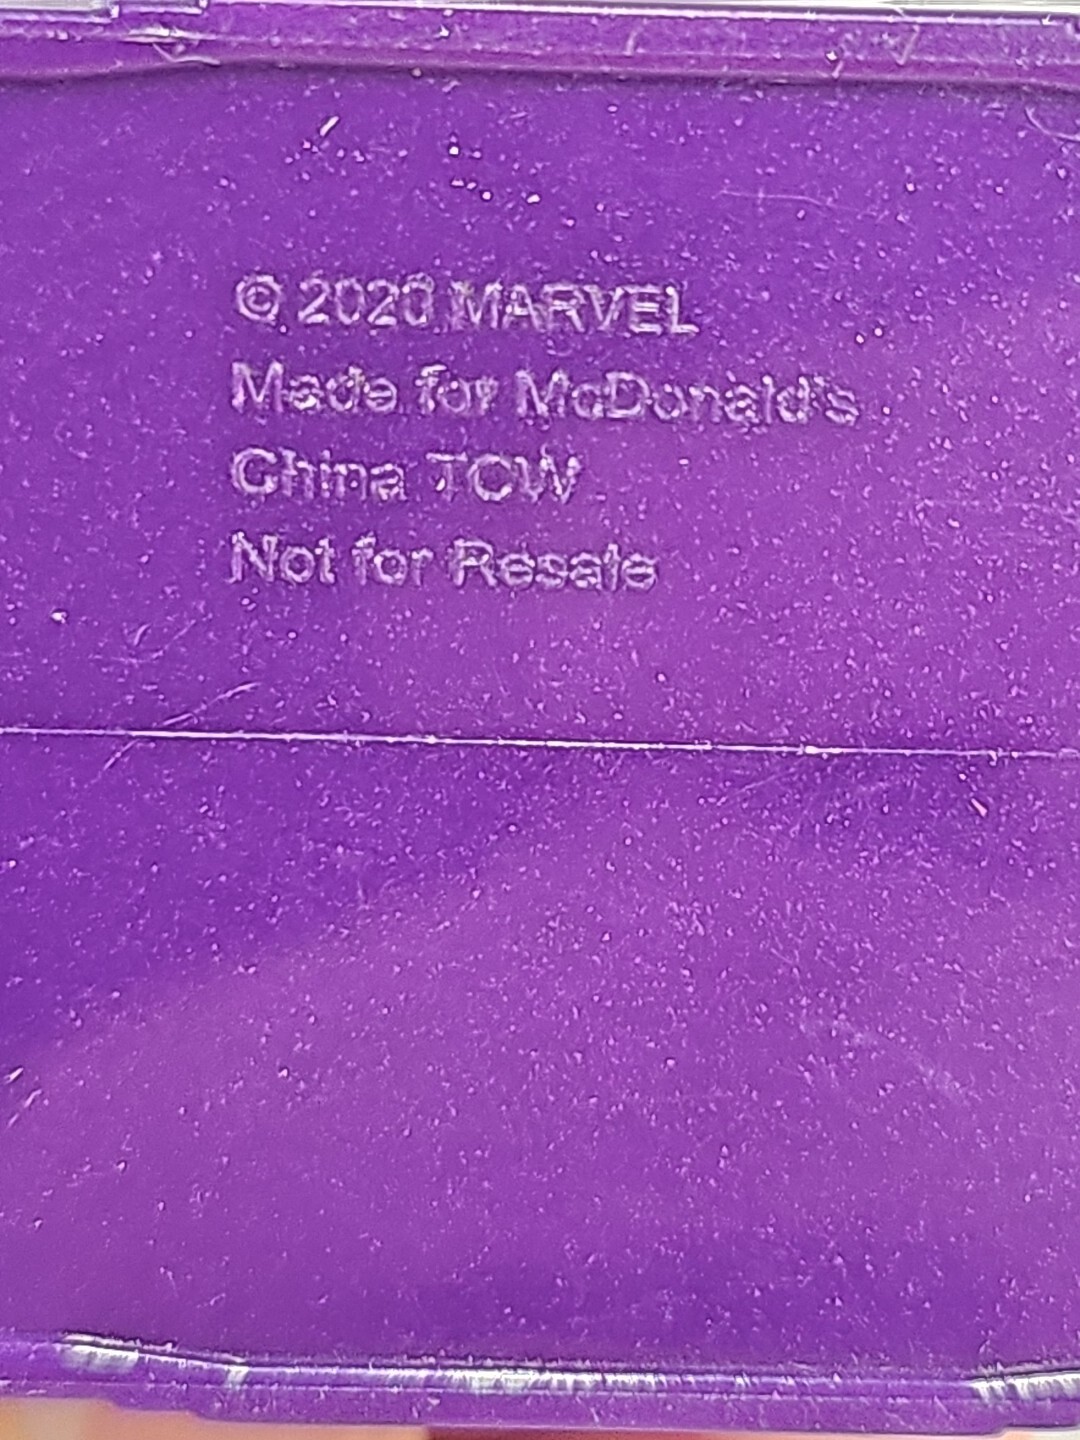 © 2020 MARVEL
Made for McDonald's
China TCW
Not for Resale